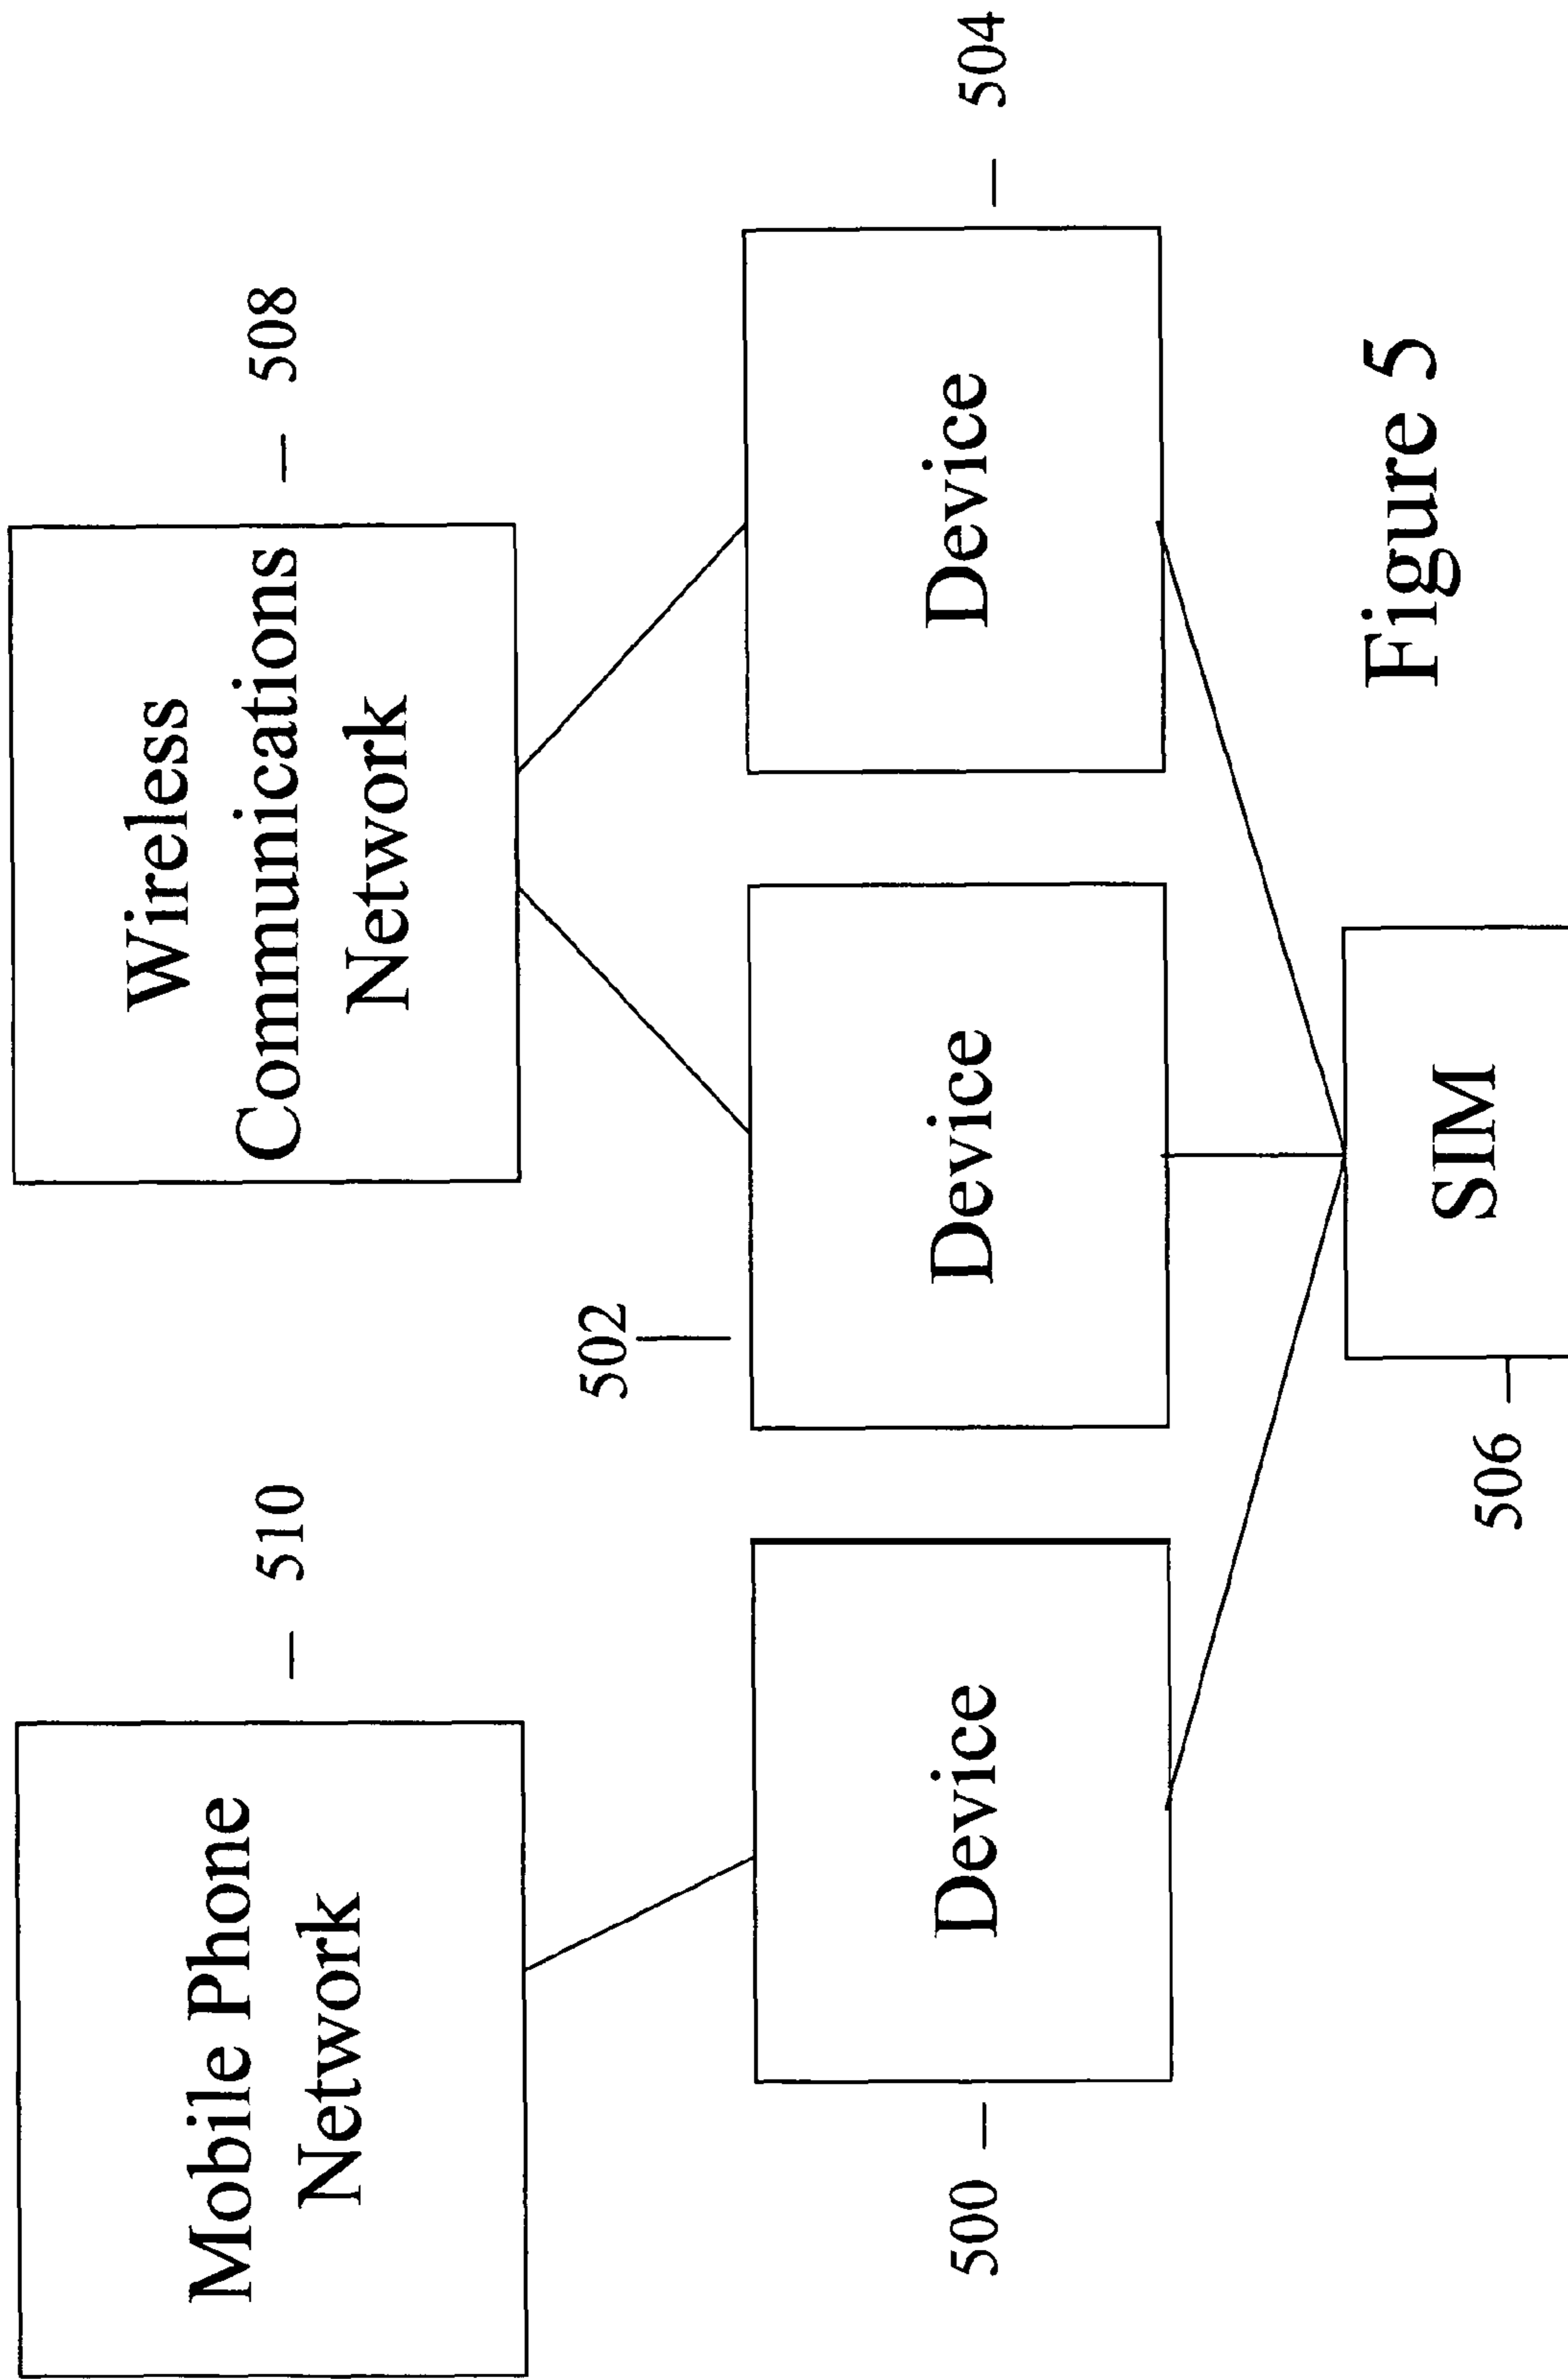 Mobile Phone
Network
510
Wireless
Communications
Network
508
502
500
Device
Device
Device
504
506
SIM
Figure 5